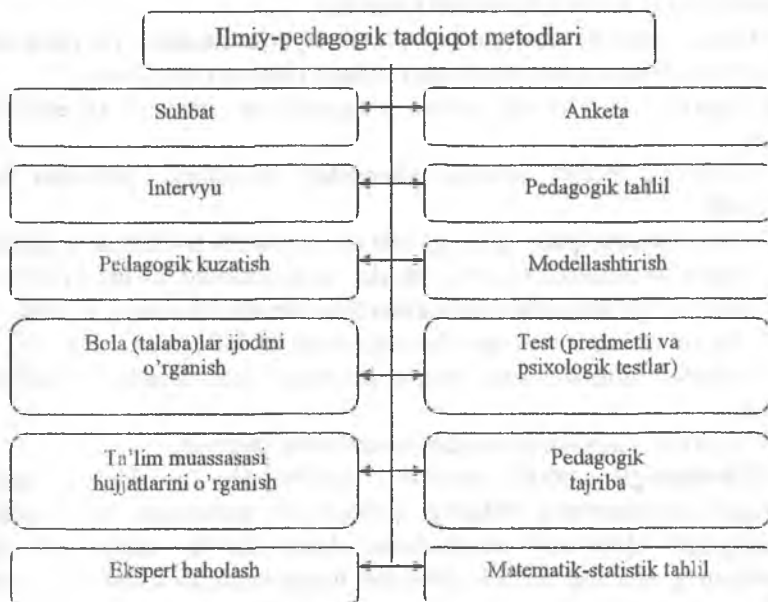 Ilmiy-pedagogik tadqiqot metodlari
Suhbat
Anketa
Intervyu
Pedagogik tahlil
Pedagogik kuzatish
Modellashtirish
Bola (talaba)lar ijodini
o’rganish
Test (predmetli va
psixologik testlar)
Ta’lim muassasasi
hujjatlarini o’rganish
Pedagogik
tajriba
Ekspert baholash
Matematik-statistik tahlil